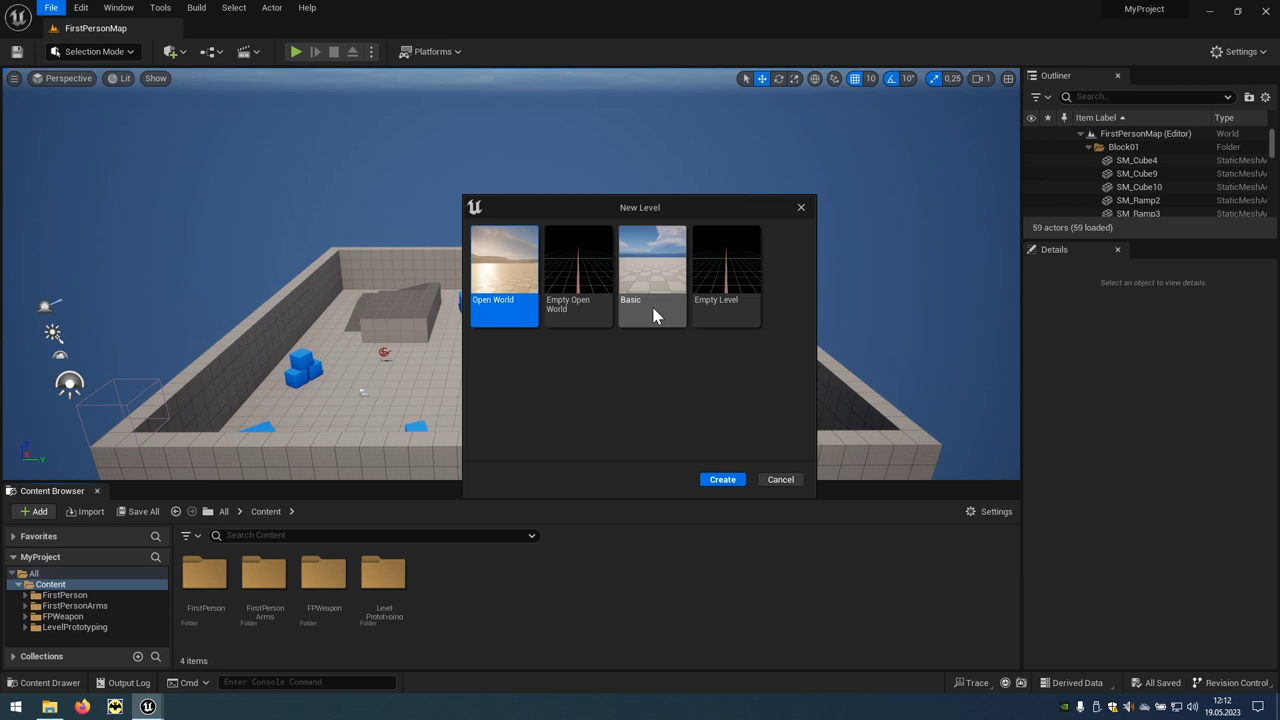 File Edit Window Tools Build Select Actor Help
MyProject
FirstPersonMap
Selection Mode
Platforms
Settings
Perspective
Lit
Show
10
10°
0,25
1
Outliner
Search...
Item Label
Type
FirstPersonMap (Editor)
World
Block01
Folder
SM_Cube4
StaticMeshA
SM_Cube9
StaticMeshA
SM_Cube10
StaticMeshA
SM_Ramp2
StaticMeshA
SM_Ramp3
StaticMeshA
59 actors (59 loaded)
Details
Select an object to view details.
New Level
Open World
Empty Open
World
Basic
Empty Level
Create
Cancel
Content Browser
Add
Import
Save All
All
Content
Settings
Favorites
Search Content
MyProject
All
Content
FirstPerson
FirstPersonArms
FPWeapon
LevelPrototyping
Collections
FirstPerson
Folder
FirstPerson
Arms
Folder
FPWeapon
Folder
Level
Prototyping
Folder
4 items
Content Drawer
Output Log
Cmd
Enter Console Command
Trace
Derived Data
All Saved
Revision Control
12:12
19.05.2023